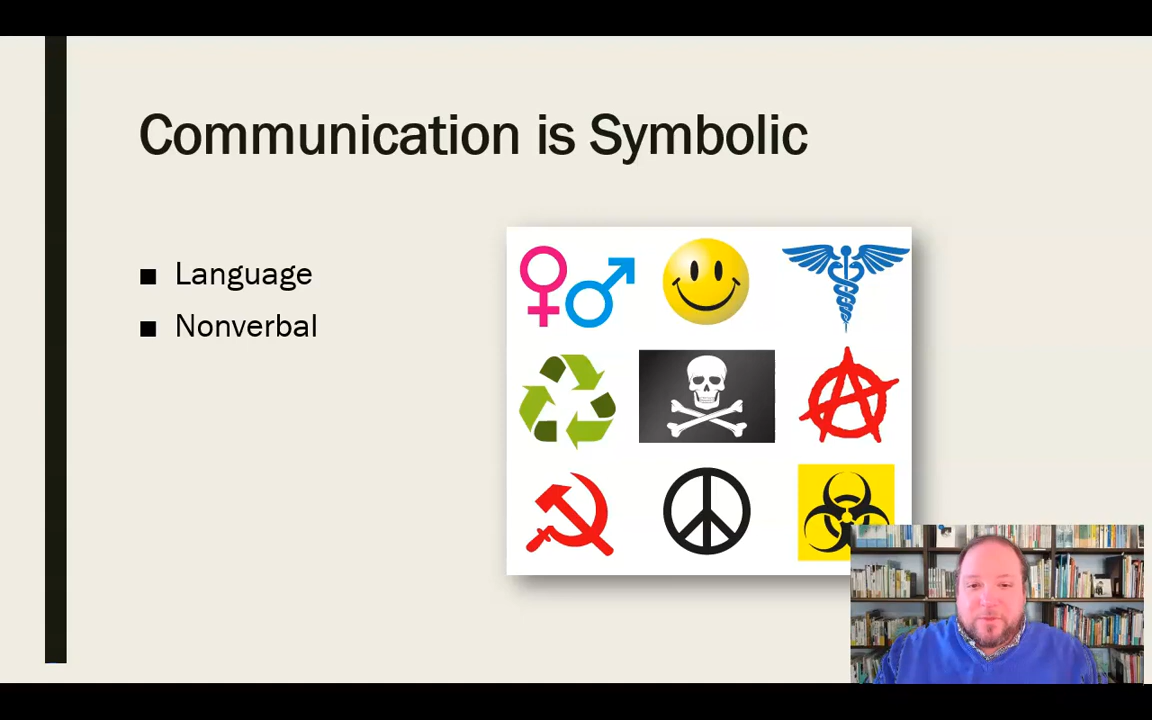 Communication is Symbolic
■ Language
■ Nonverbal